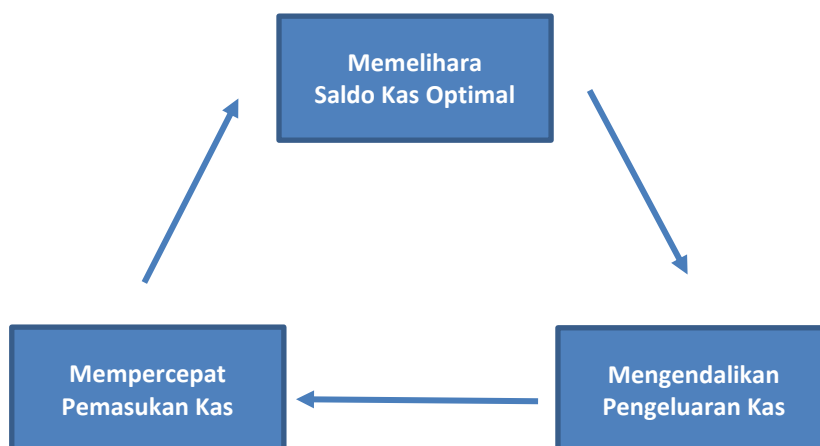 Memelihara
Saldo Kas Optimal
Mempercepat
Pemasukan Kas
Mengendalikan
Pengeluaran Kas